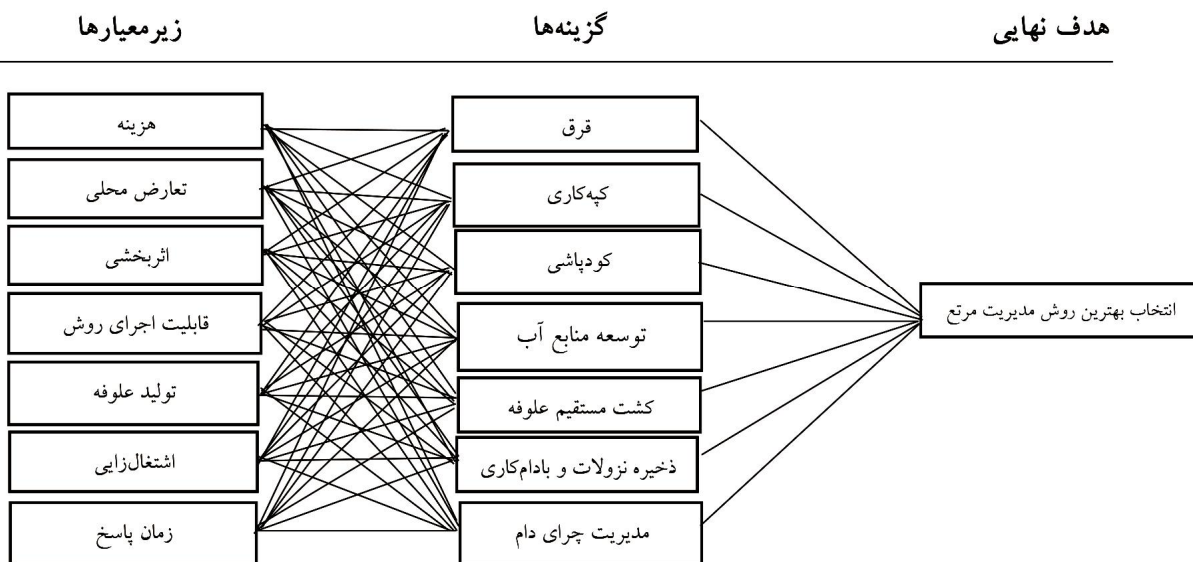 هدف نهایی
گزینه‌ها
زیرمعیارها
انتخاب بهترین روش مدیریت مرتع
قرق
کپه‌کاری
کودپاشی
توسعه منابع آب
کشت مستقیم علوفه
ذخیره نزولات و بادام‌کاری
مدیریت چرای دام
هزینه
تعارض محلی
اثربخشی
قابلیت اجرای روش
تولید علوفه
اشتغال‌زایی
زمان پاسخ